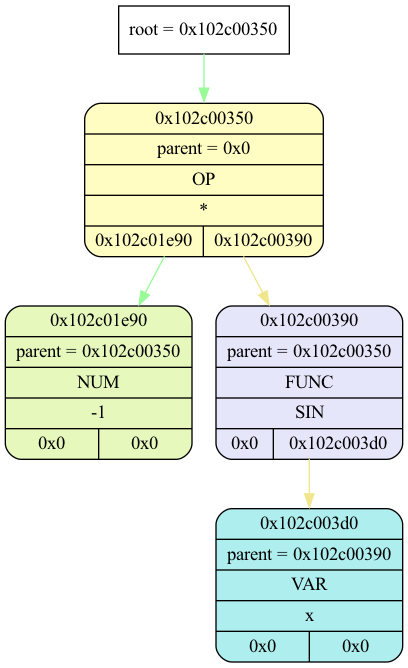 root = 0x102c00350
0x102c00350
parent = 0x0
OP
*
0x102c01e90 0x102c00390
0x102c01e90
parent = 0x102c00350
NUM
-1
0x0 0x0
0x102c00390
parent = 0x102c00350
FUNC
SIN
0x0 0x102c003d0
0x102c003d0
parent = 0x102c00390
VAR
x
0x0 0x0